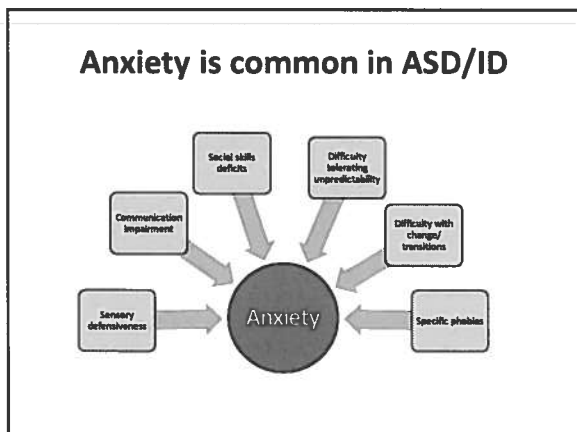 Anxiety is common in ASD/ID
Social skills
deficits
Difficulty
tolerating
unpredictability
Communication
impairment
Difficulty with
change/
transitions
Sensory
defensiveness
Anxiety
Specific phobias